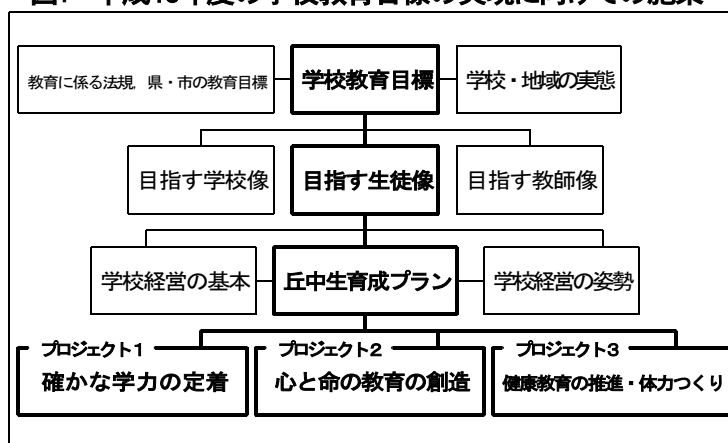 教育に係る法規，県・市の教育目標
学校教育目標
学校・地域の実態
目指す学校像
目指す生徒像
目指す教師像
学校経営の基本
丘中生育成プラン
学校経営の姿勢
プロジェクト1
確かな学力の定着
プロジェクト2
心と命の教育の創造
プロジェクト3
健康教育の推進・体力つくり